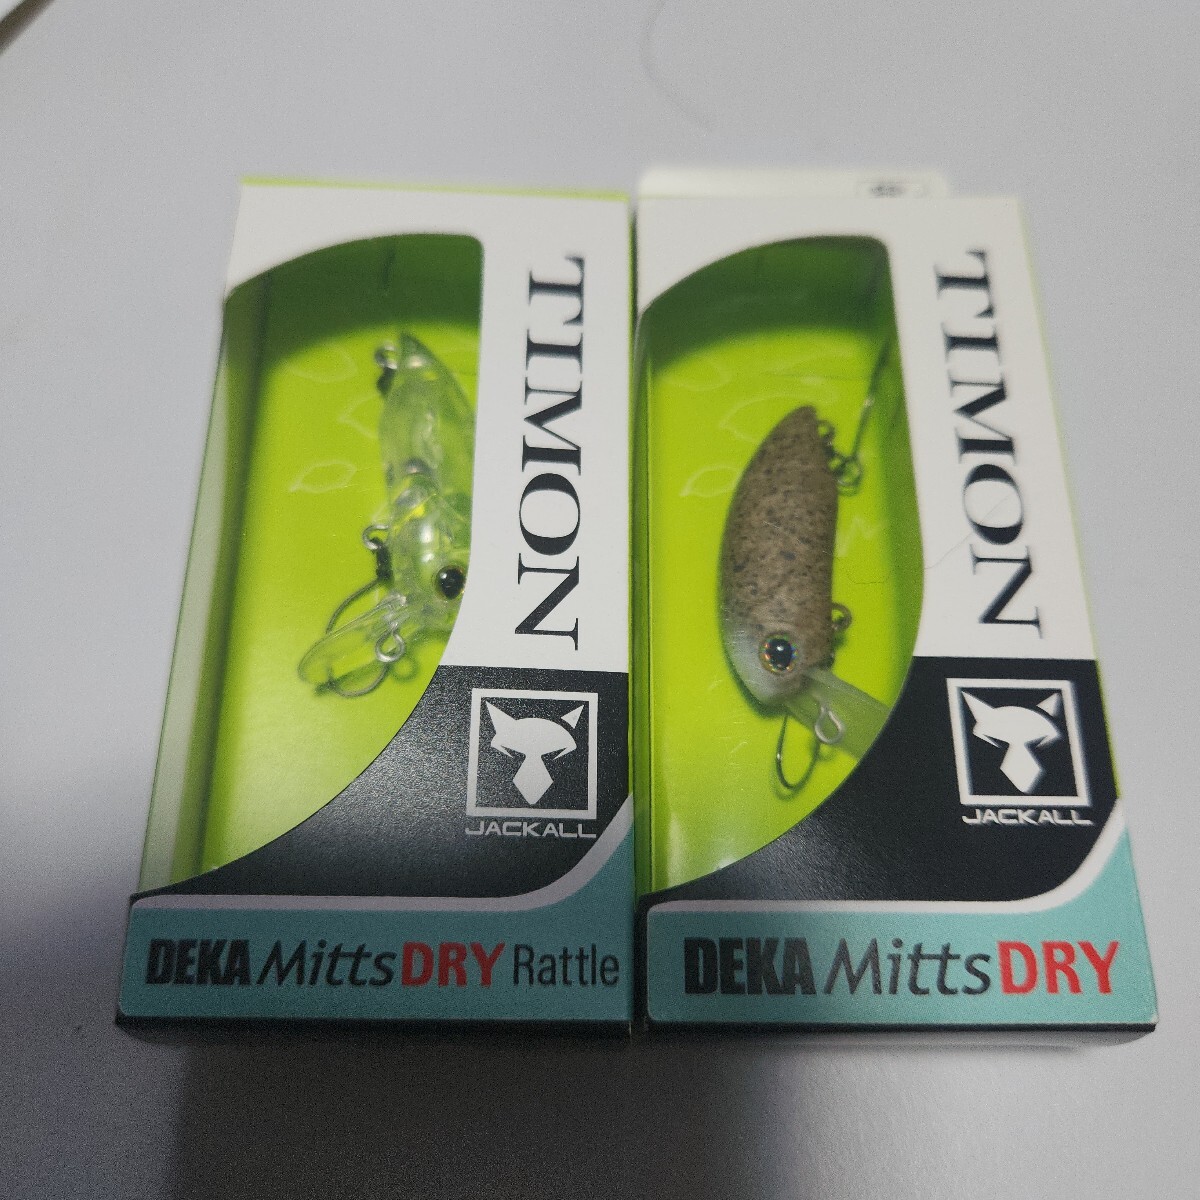 TIMON
JACKALL
DEKA Mitts DRY Rattle
TIMON
JACKALL
DEKA Mitts DRY